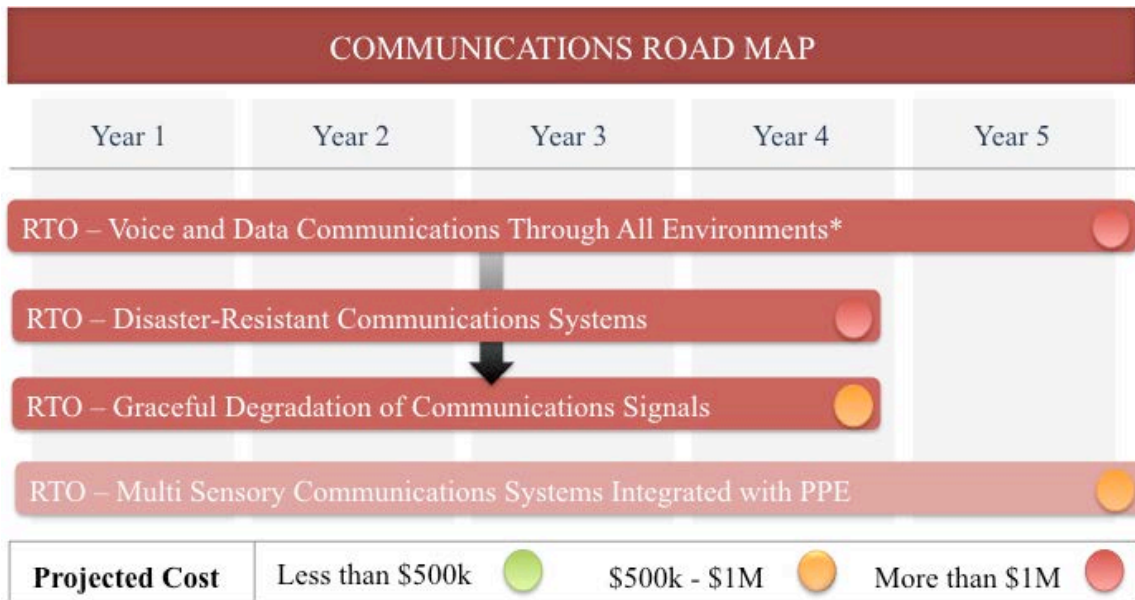 COMMUNICATIONS ROAD MAP
Year 1 Year 2 Year 3 Year 4 Year 5
RTO – Voice and Data Communications Through All Environments*
RTO – Disaster-Resistant Communications Systems
RTO – Graceful Degradation of Communications Signals
RTO – Multi Sensory Communications Systems Integrated with PPE
Projected Cost Less than $500k $500k - $1M More than $1M